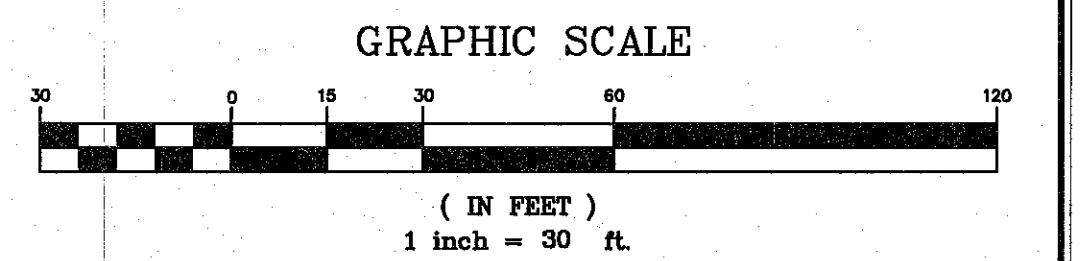 GRAPHIC SCALE
30 0 15 30 60 120
( IN FEET )
1 inch = 30 ft.